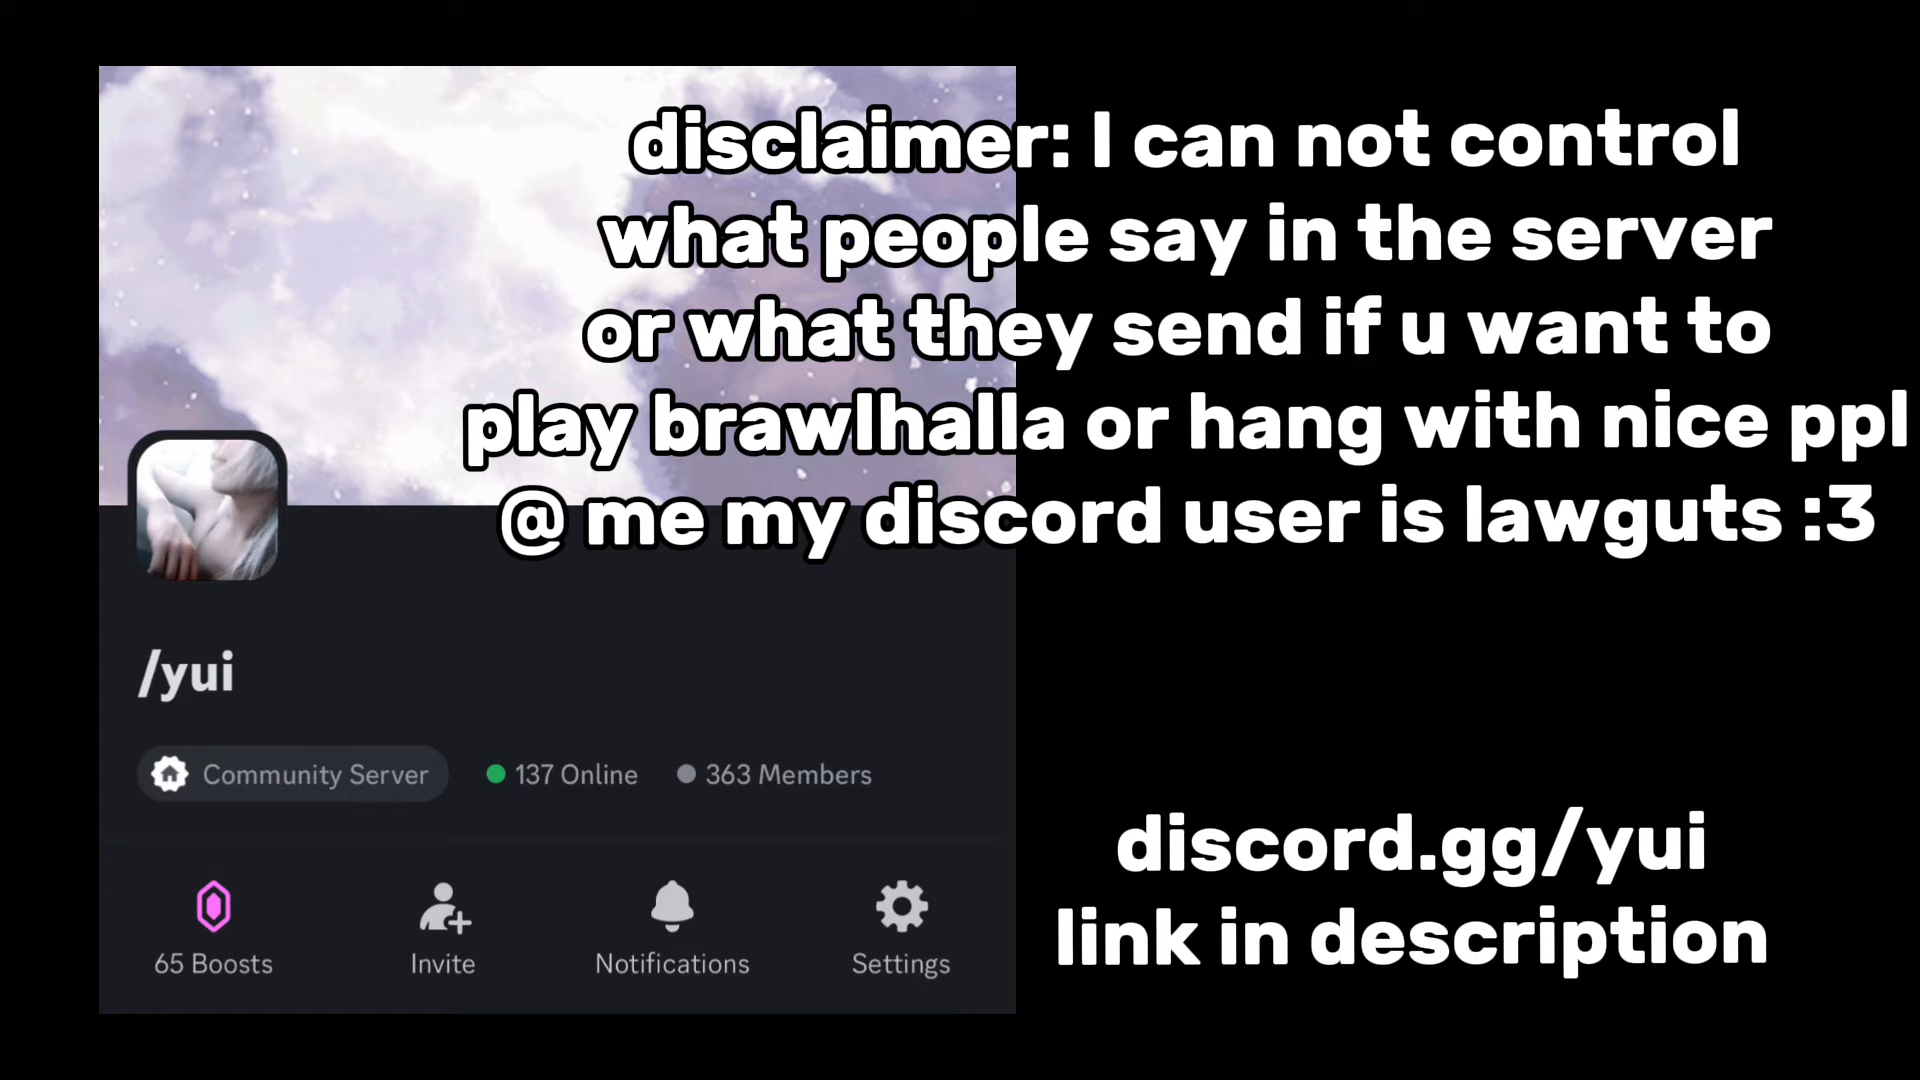 disclaimer: I can not control
what people say in the server
or what they send if u want to
play brawlhalla or hang with nice ppl
@ me my discord user is lawguts :3
/yui
Community Server 137 Online 363 Members
65 Boosts Invite Notifications Settings
discord.gg/yui
link in description